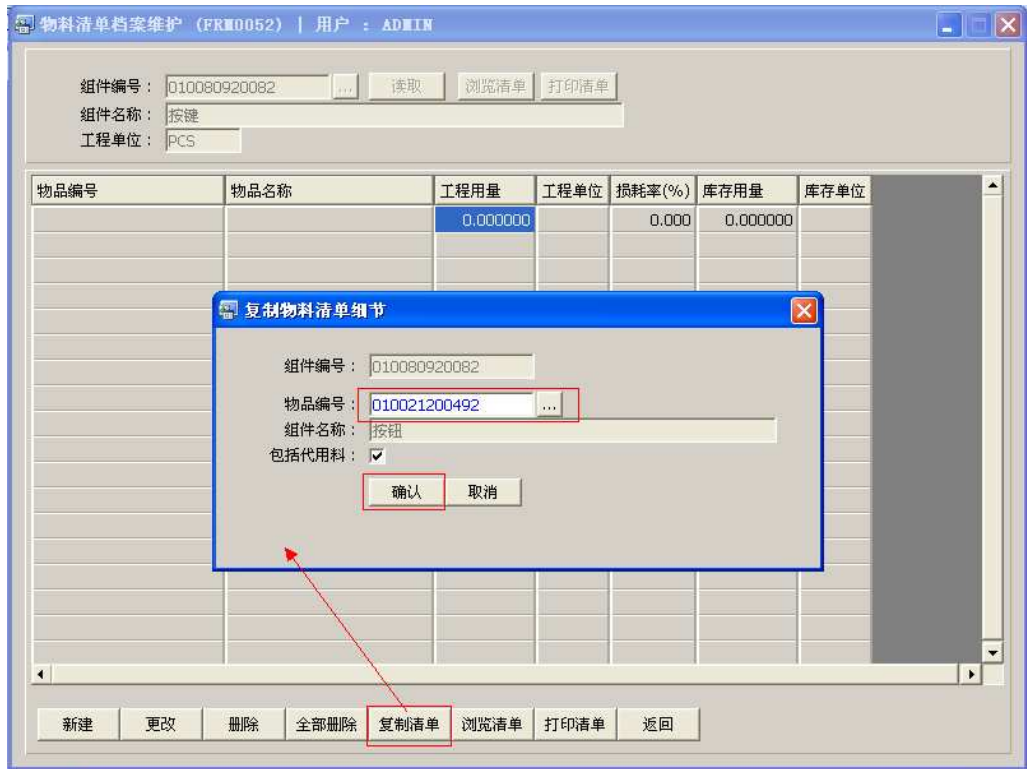 物料清单档案维护 (FRM0052) | 用户 : ADMIN
组件编号： 010080920082 ... 读取 浏览清单 打印清单
组件名称： 按键
工程单位： PCS
物品编号 物品名称 工程用量 工程单位 损耗率(%) 库存用量 库存单位
0.000000 0.000 0.000000
复制物料清单细节
组件编号： 010080920082
物品编号： 010021200492 ...
组件名称： 按钮
包括代用料：
确认 取消
新建 更改 删除 全部删除 复制清单 浏览清单 打印清单 返回